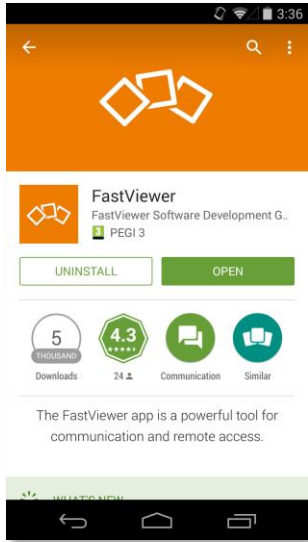 3:36
FastViewer
FastViewer Software Development G..
3 PEGI 3
UNINSTALL
OPEN
5
THOUSAND
Downloads
4.3
24
Communication
Similar
The FastViewer app is a powerful tool for
communication and remote access.
WHAT'S NEW